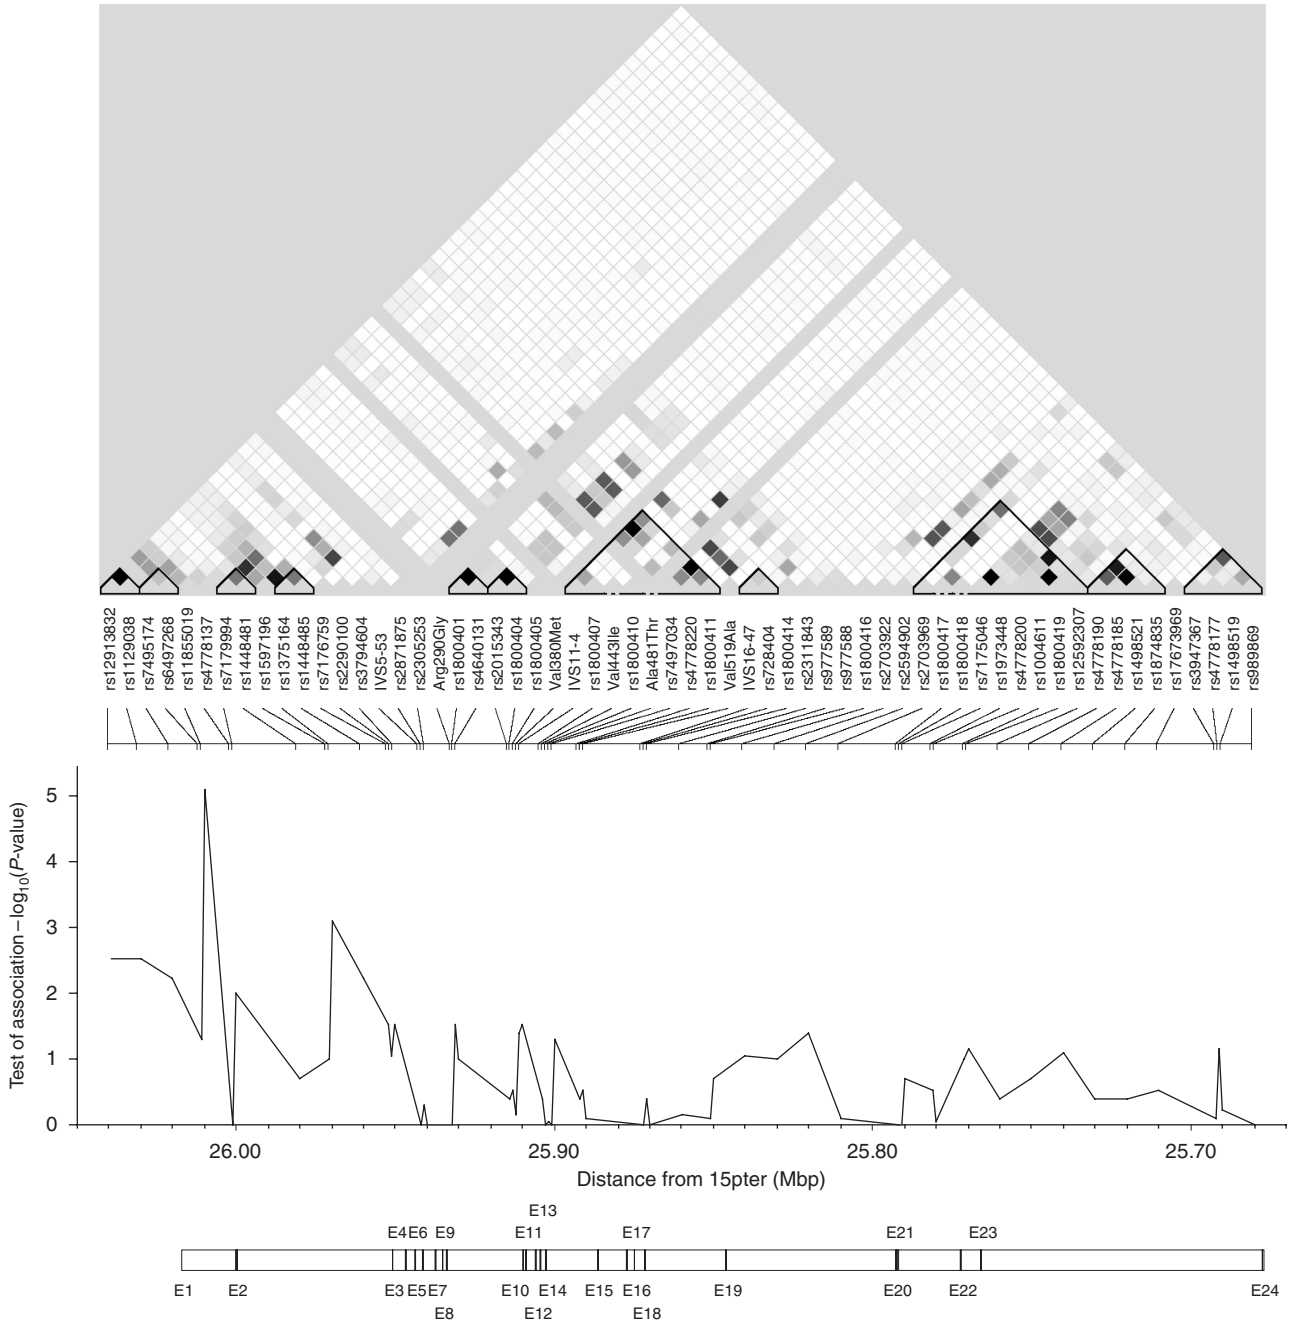 rs12913832
rs1129038
rs7495174
rs6497268
rs11855019
rs4778137
rs7179994
rs1448481
rs1597196
rs1375164
rs1448485
rs7176759
rs2290100
rs3794604
IVS5-53
rs2871875
rs2305253
Arg290Gly
rs1800401
rs4640131
rs2015343
rs1800404
rs1800405
Val380Met
IVS11-4
rs1800407
Val443Ile
rs1800410
Ala481Thr
rs7497034
rs4778220
rs1800411
Val519Ala
IVS16-47
rs728404
rs1800414
rs2311843
rs977589
rs977588
rs1800416
rs2703922
rs2594902
rs2703969
rs1800417
rs1800418
rs7175046
rs1973448
rs4778200
rs1004611
rs1800419
rs12592307
rs4778190
rs4778185
rs1498521
rs1874835
rs17673969
rs3947367
rs4778177
rs1498519
rs989869
Test of association –log10(P-value)
5
4
3
2
1
0
26.00 25.90 25.80 25.70
Distance from 15pter (Mbp)
E13
E4 E6 E9 E11 E17 E21 E23
E1 E2 E3 E5 E7 E10 E14 E15 E16 E19 E20 E22 E24
E8 E12 E18